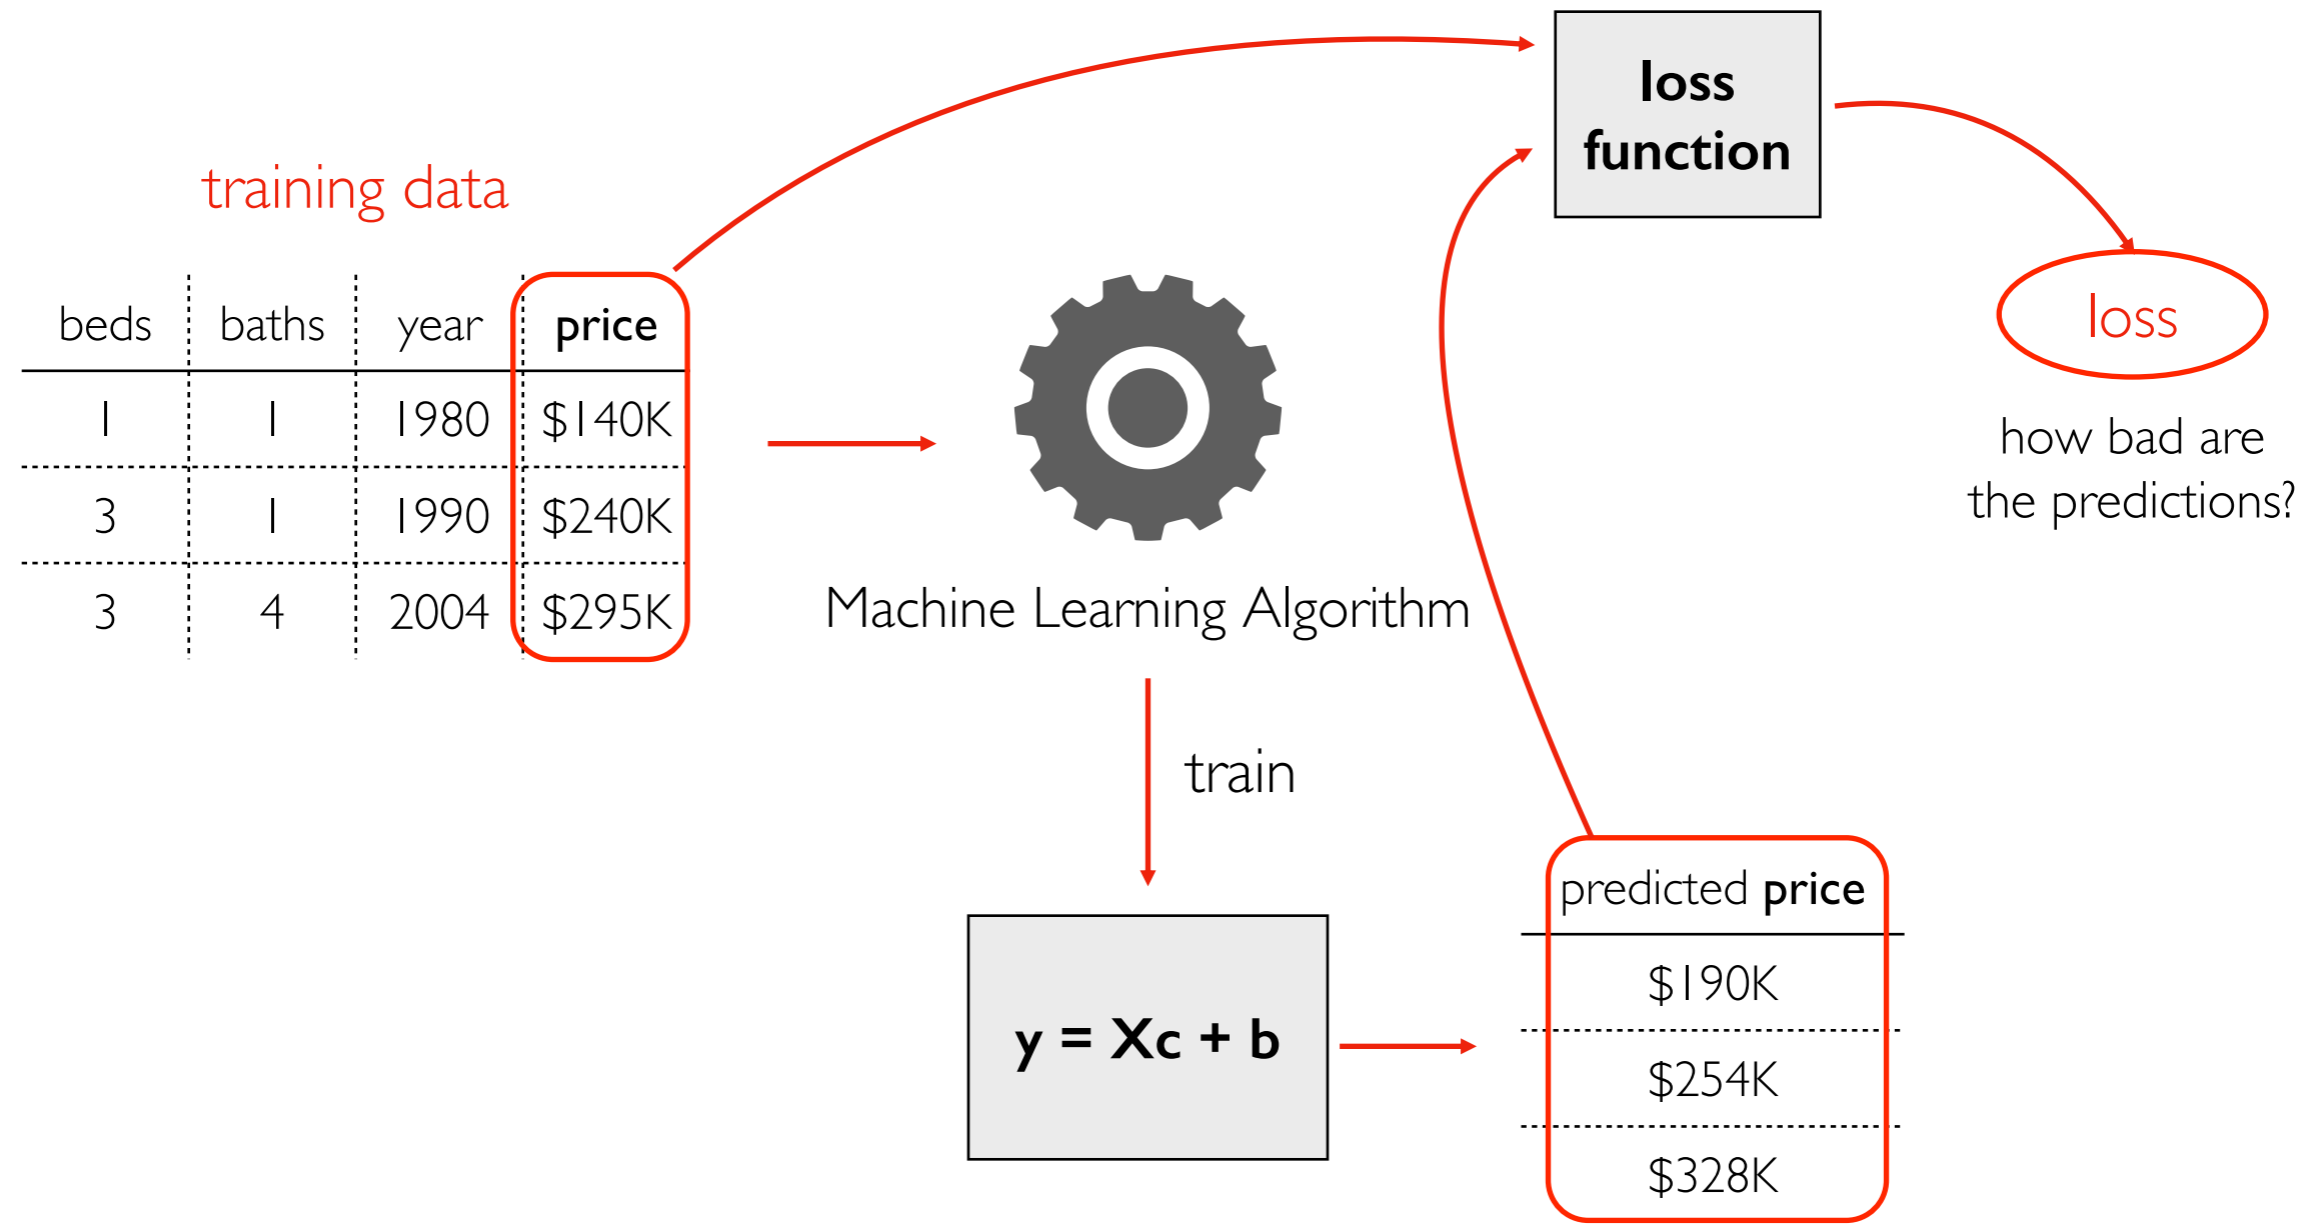 loss
function
training data
beds baths year price
1 1 1980 $140K
3 1 1990 $240K
3 4 2004 $295K
loss
how bad are
the predictions?
Machine Learning Algorithm
train
y = Xc + b
predicted price
$190K
$254K
$328K